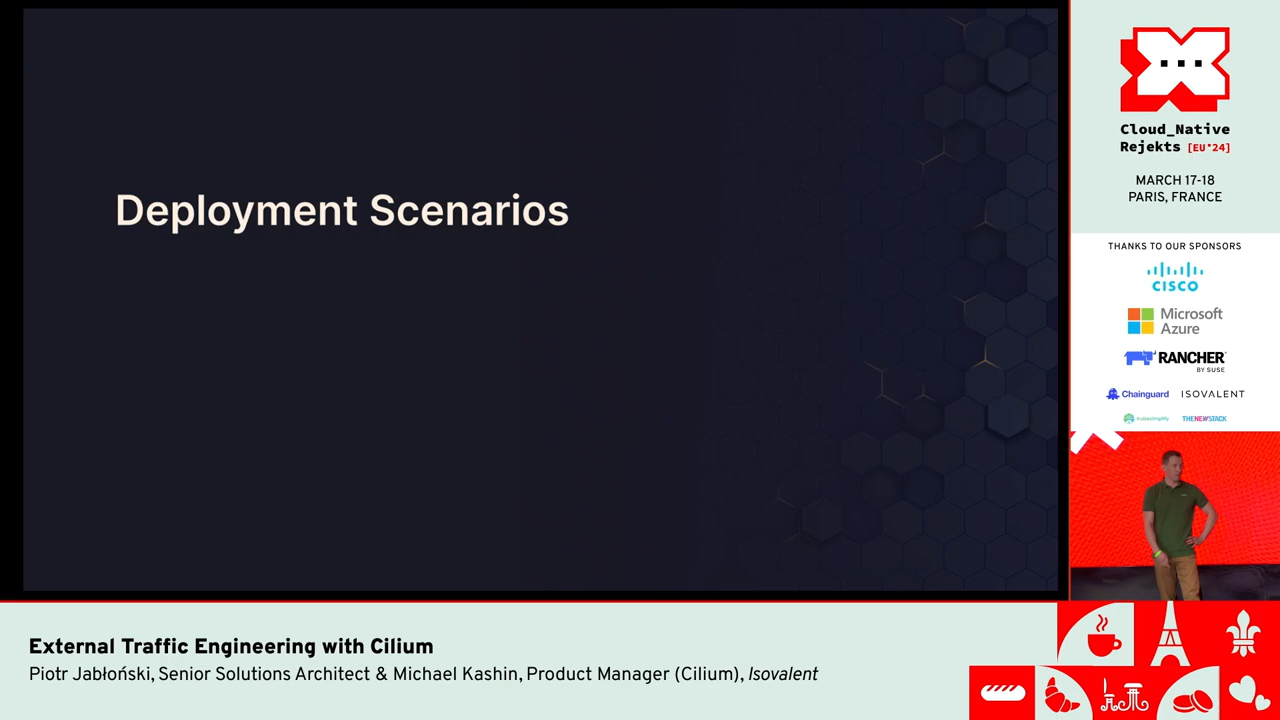 Deployment Scenarios
Cloud_Native
Rejekts [EU'24]
MARCH 17-18
PARIS, FRANCE
THANKS TO OUR SPONSORS
CISCO
Microsoft
Azure
RANCHER
BY SUSE
Chainguard ISOVALENT
THENEWSTACK
External Traffic Engineering with Cilium
Piotr Jabłoński, Senior Solutions Architect & Michael Kashin, Product Manager (Cilium), Isovalent